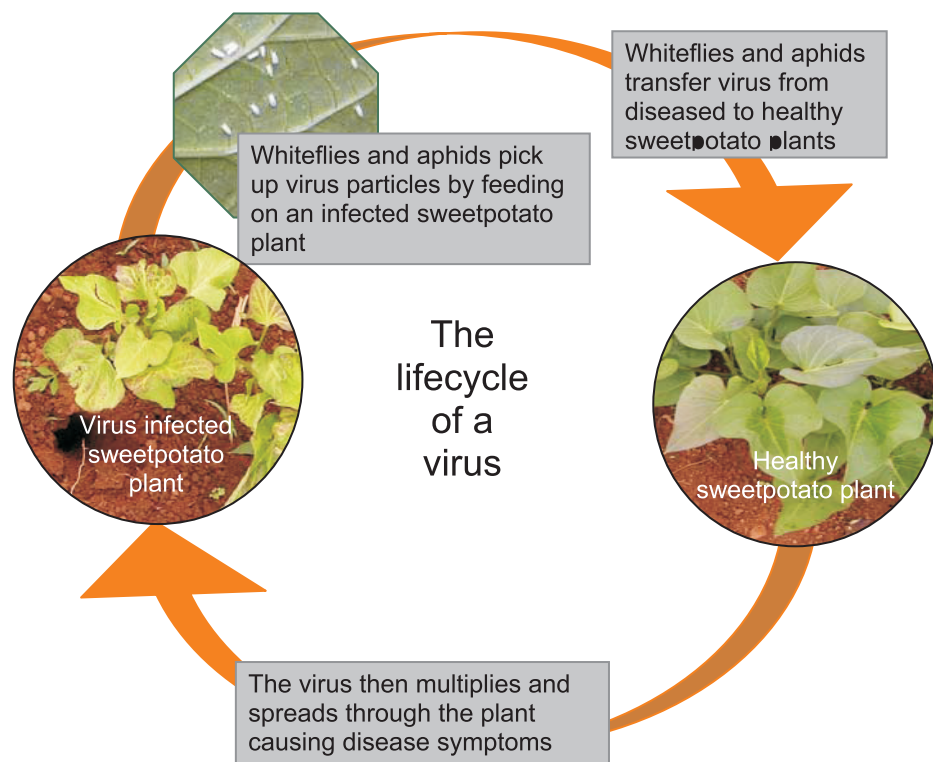 Whiteflies and aphids
transfer virus from
diseased to healthy
sweetpotato plants
Whiteflies and aphids pick
up virus particles by feeding
on an infected sweetpotato
plant
The
lifecycle
of a
virus
Virus infected
sweetpotato
plant
Healthy
sweetpotato plant
The virus then multiplies and
spreads through the plant
causing disease symptoms